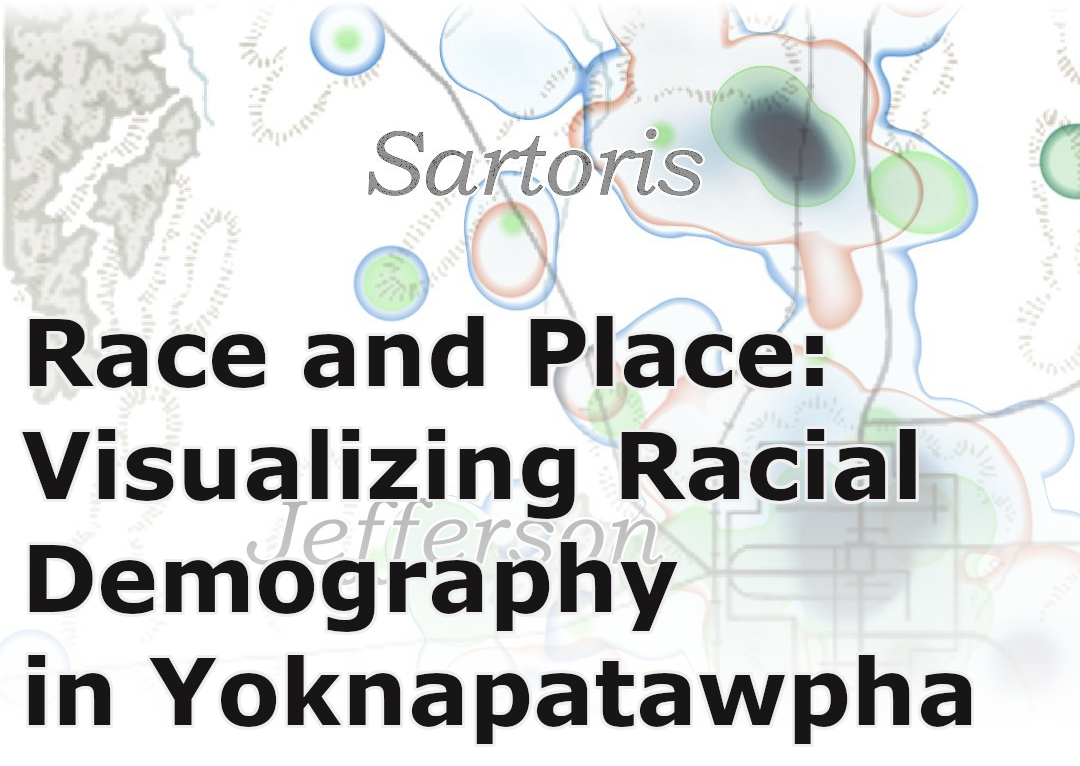 Sartoris
Race and Place:
Visualizing Racial
Jefferson
Demography
in Yoknapatawpha